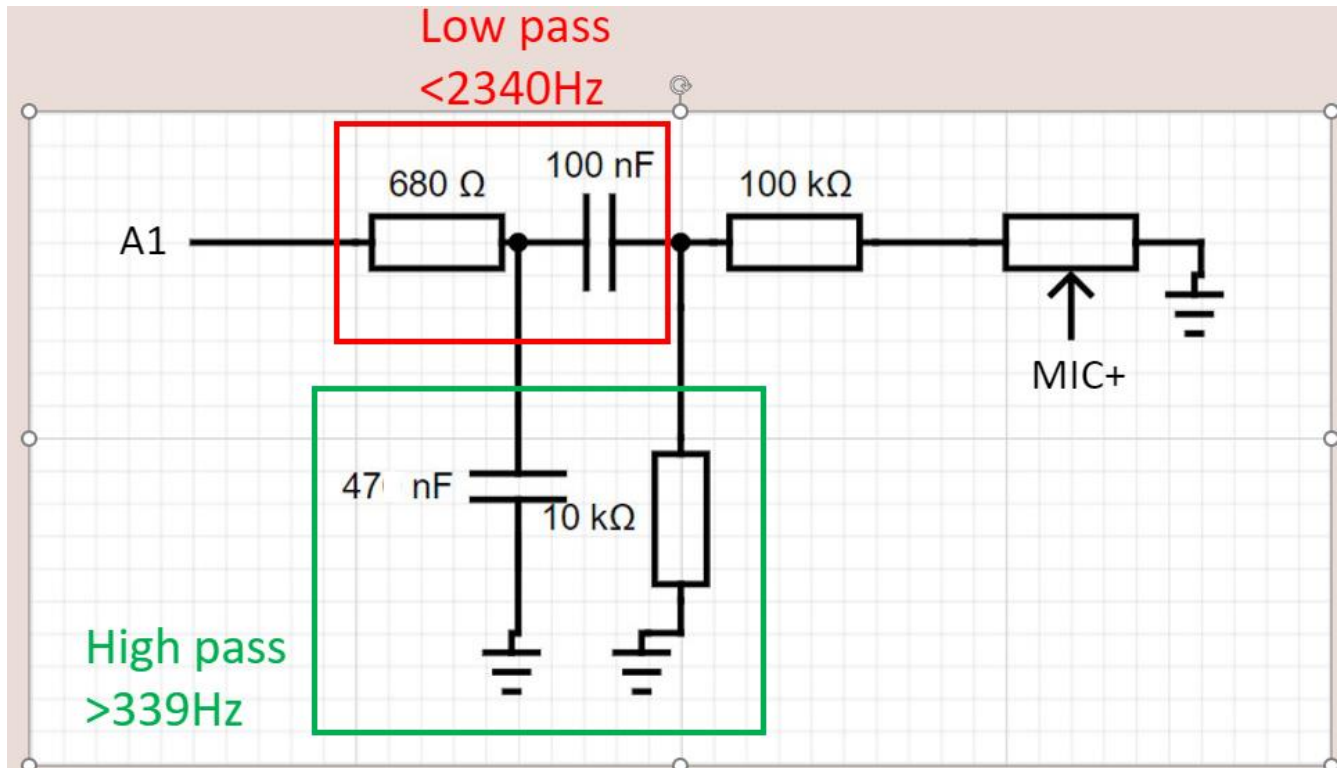 Low pass
<2340Hz
680 Ω
100 nF
100 kΩ
A1
MIC+
nF
10 kΩ
High pass
>339Hz